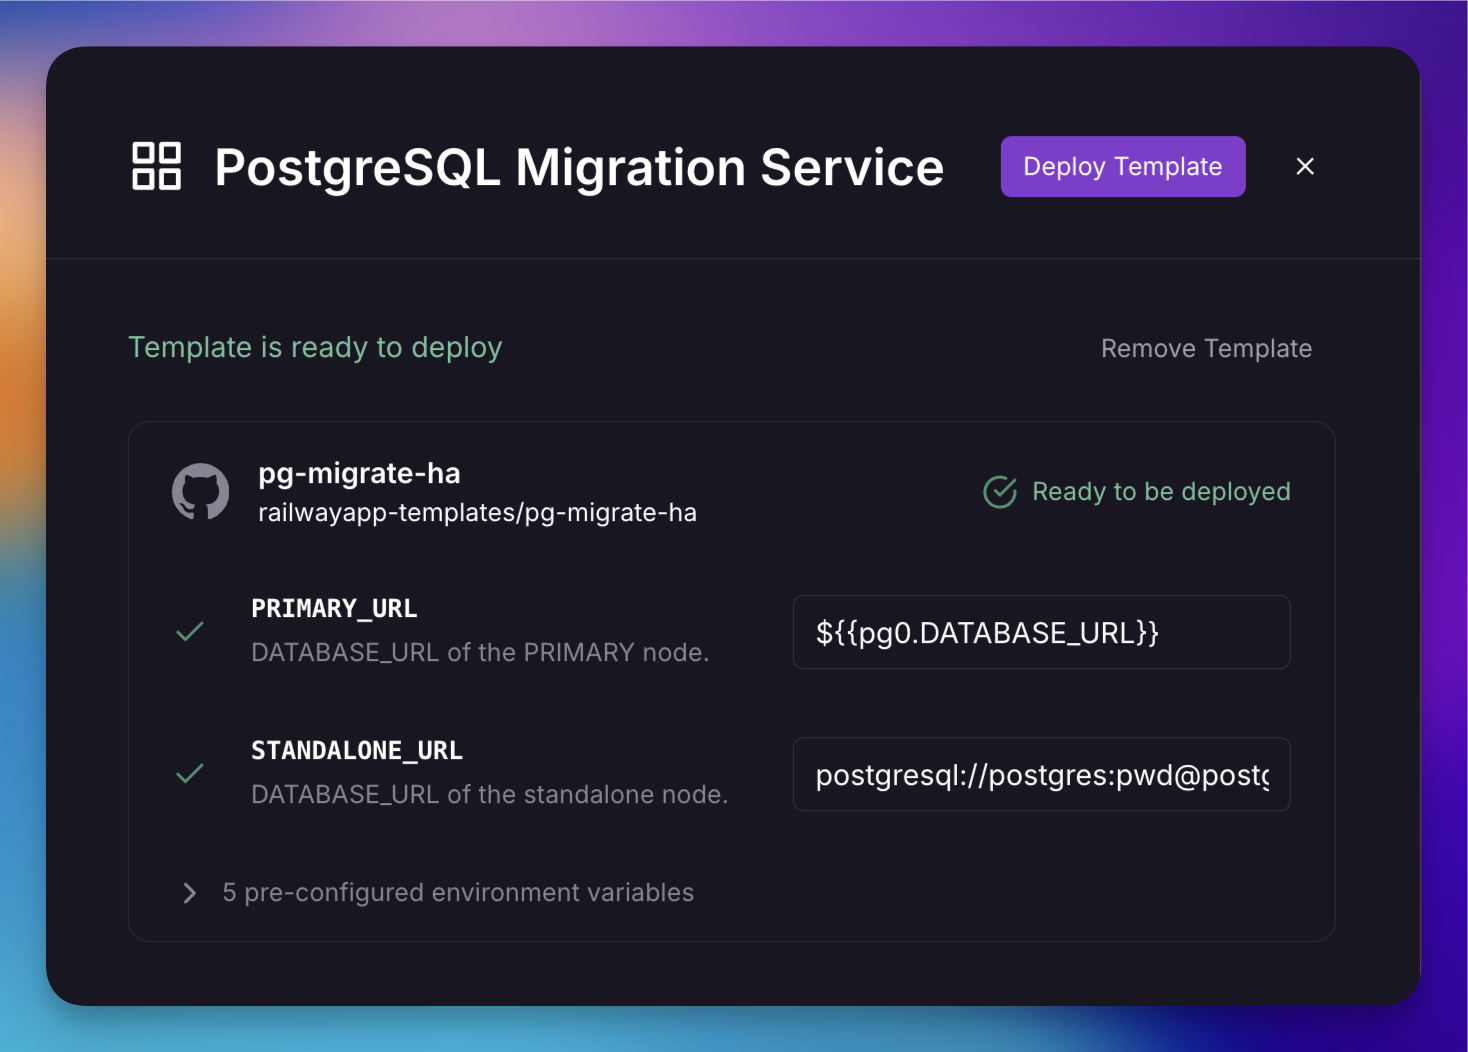 PostgreSQL Migration Service
Deploy Template
Template is ready to deploy
Remove Template
pg-migrate-ha
railwayapp-templates/pg-migrate-ha
Ready to be deployed
PRIMARY_URL
DATABASE_URL of the PRIMARY node.
${{pg0.DATABASE_URL}}
STANDALONE_URL
DATABASE_URL of the standalone node.
postgresql://postgres:pwd@postg
5 pre-configured environment variables